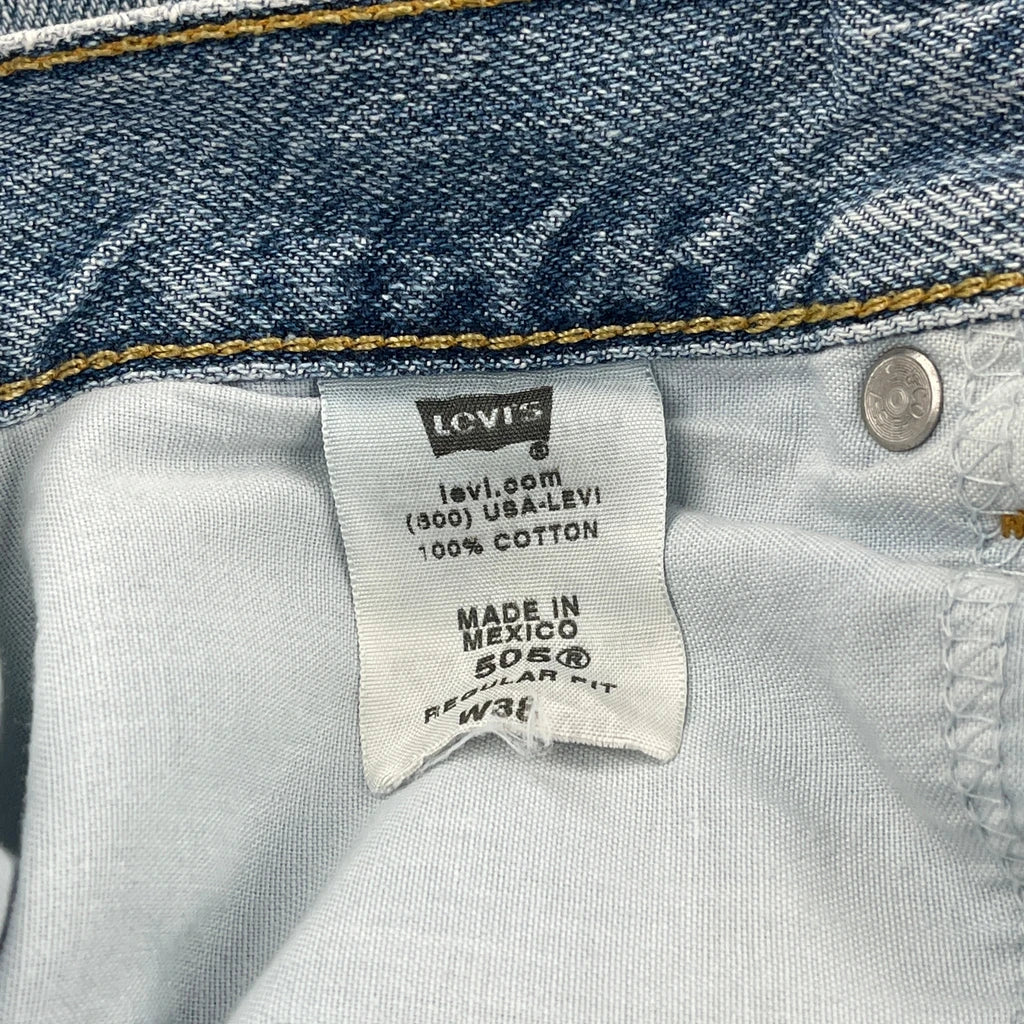 LEVI'S
®
levi.com
(800) USA-LEVI
100% COTTON
MADE IN
MEXICO
505®
REGULAR FIT